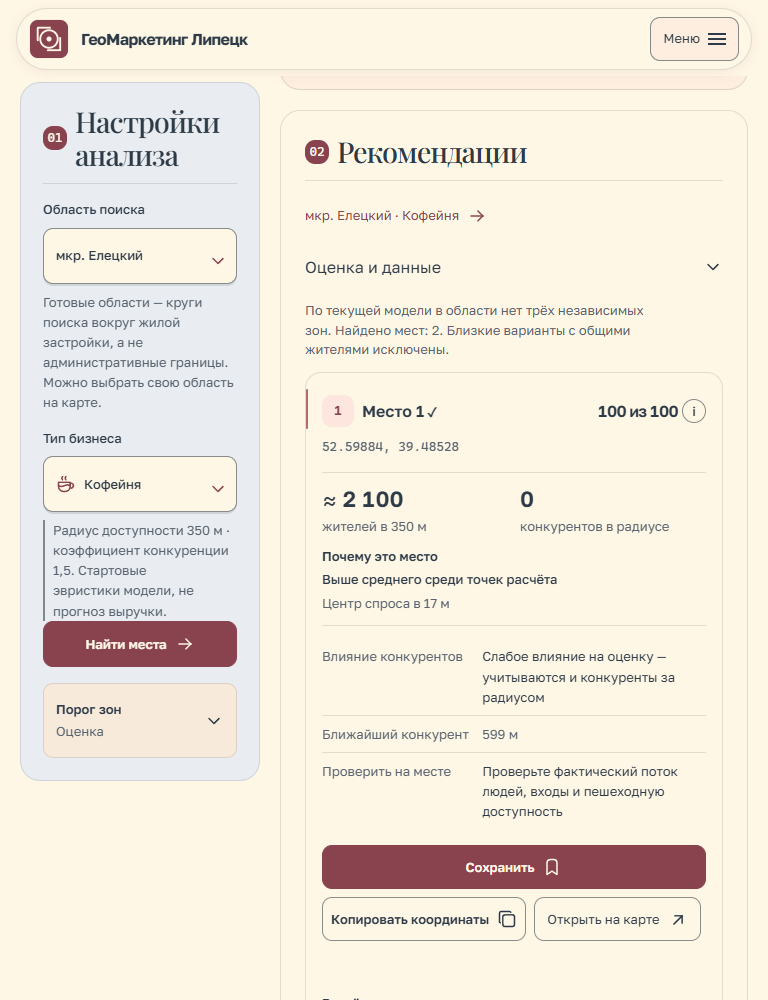 ГеоМаркетинг Липецк
Меню
01
Настройки
анализа
Область поиска
мкр. Елецкий
Готовые области — круги
поиска вокруг жилой
застройки, а не
административные границы.
Можно выбрать свою область
на карте.
Тип бизнеса
Кофейня
Радиус доступности 350 м ·
коэффициент конкуренции
1,5. Стартовые
эвристики модели, не
прогноз выручки.
Найти места
Порог зон
Оценка
02
Рекомендации
мкр. Елецкий · Кофейня
Оценка и данные
По текущей модели в области нет трёх независимых
зон. Найдено мест: 2. Близкие варианты с общими
жителями исключены.
1 Место 1 ✓ 100 из 100 i
52.59884, 39.48528
≈ 2 100
жителей в 350 м
0
конкурентов в радиусе
Почему это место
Выше среднего среди точек расчёта
Центр спроса в 17 м
Влияние конкурентов
Слабое влияние на оценку —
учитываются и конкуренты за
радиусом
Ближайший конкурент 599 м
Проверить на месте
Проверьте фактический поток
людей, входы и пешеходную
доступность
Сохранить
Копировать координаты
Открыть на карте